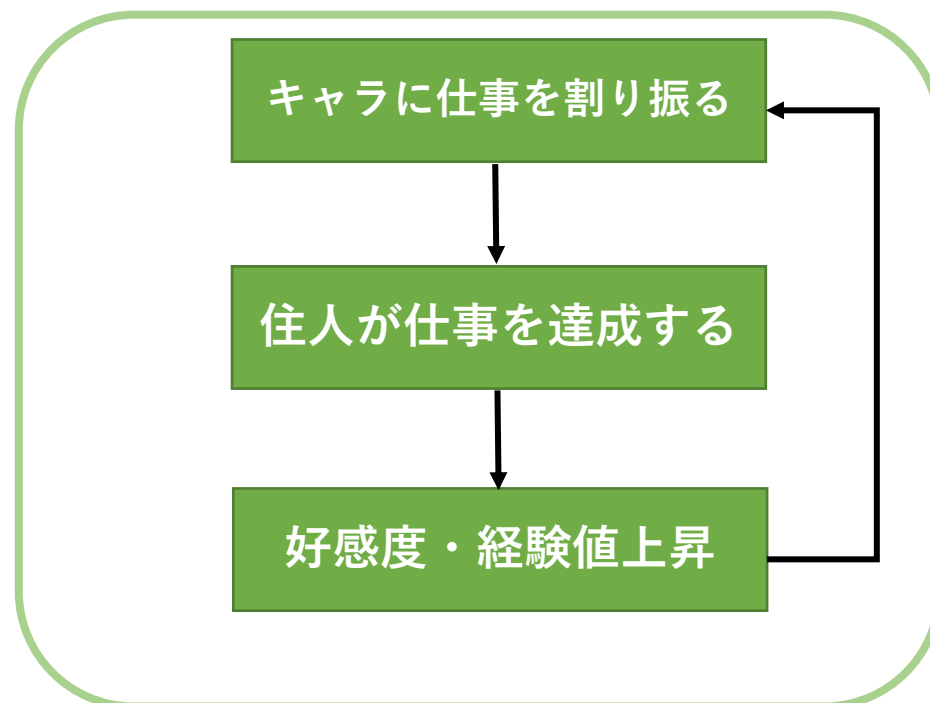 キャラに仕事を割り振る
住人が仕事を達成する
好感度・経験値上昇